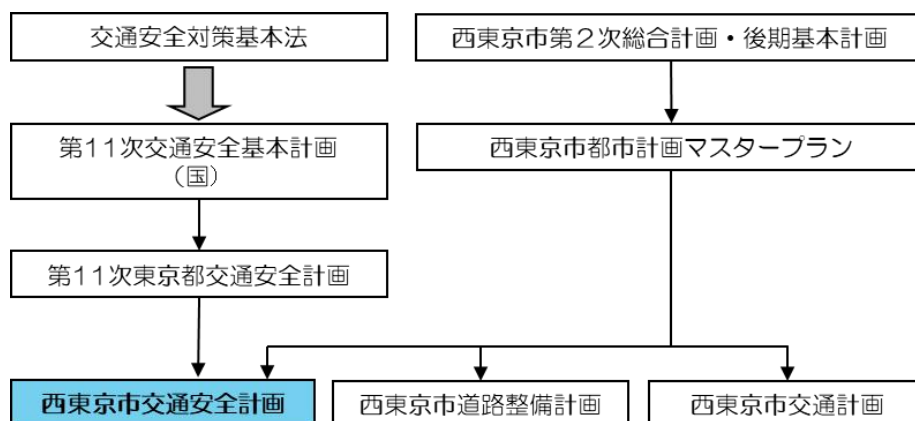 交通安全対策基本法
西東京市第2次総合計画・後期基本計画
第11次交通安全基本計画
(国)
西東京市都市計画マスタープラン
第11次東京都交通安全計画
西東京市交通安全計画
西東京市道路整備計画
西東京市交通計画